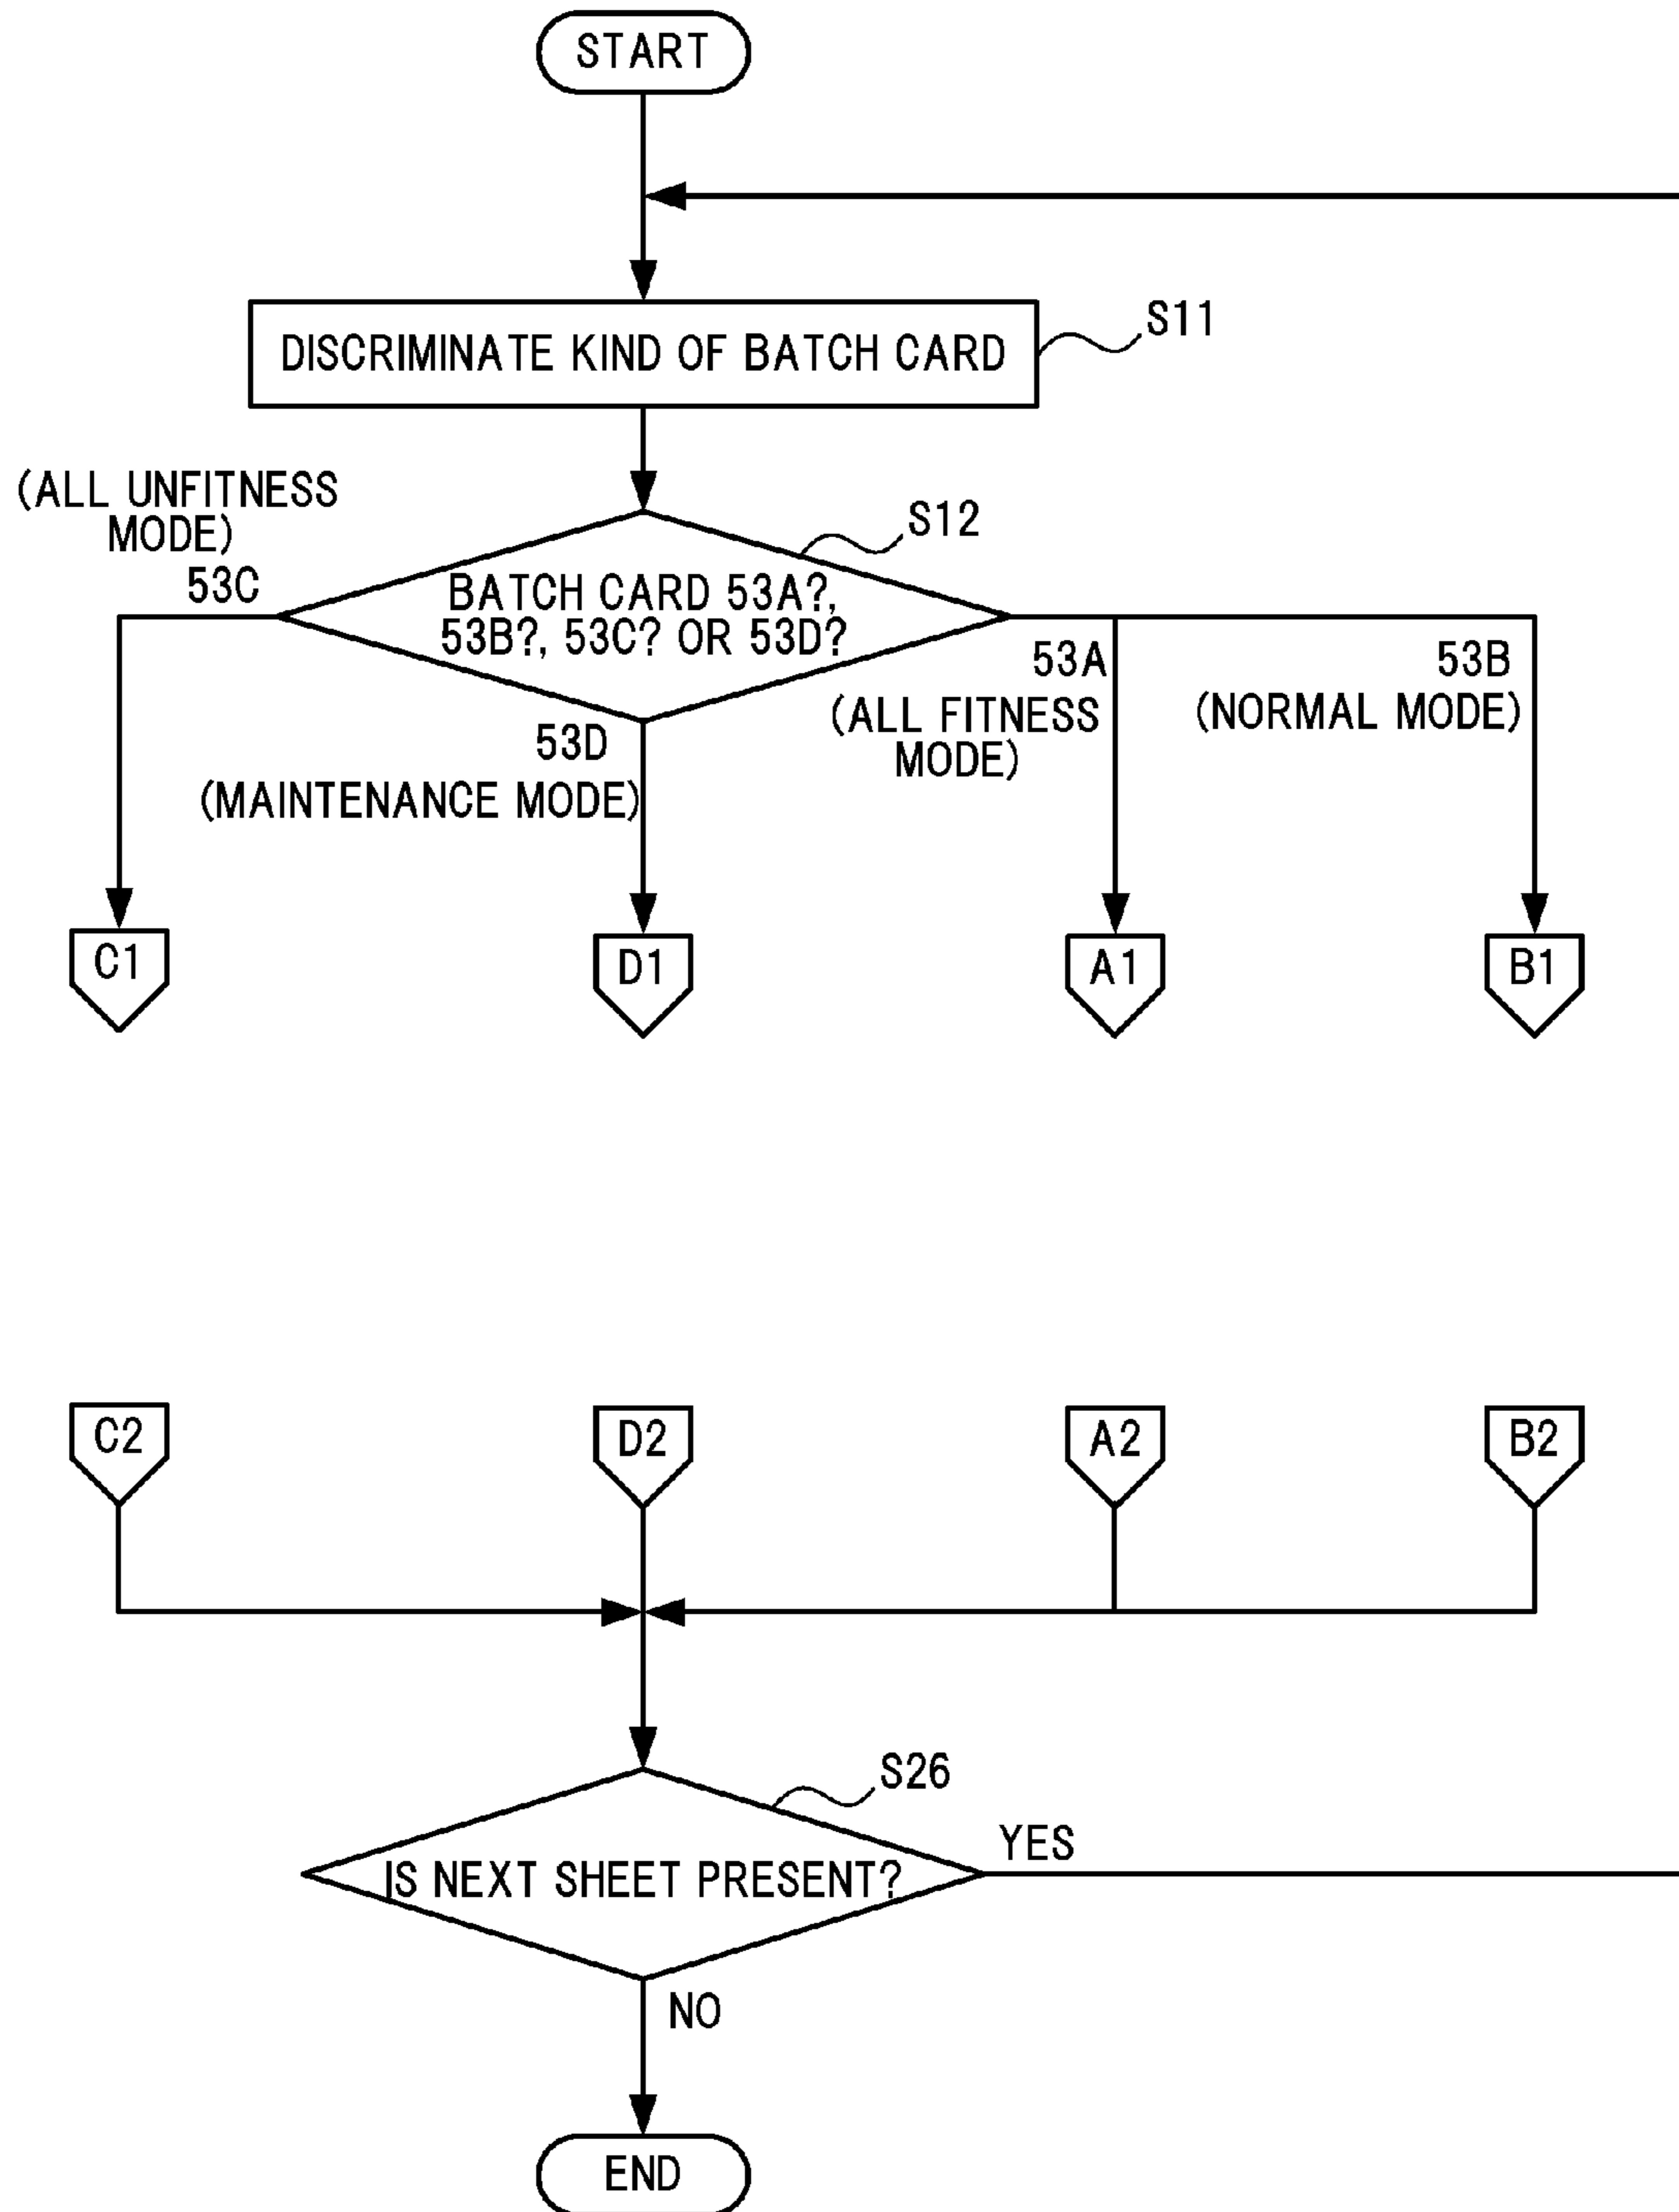 START
DISCRIMINATE KIND OF BATCH CARD
S11
(ALL UNFITNESS
MODE)
53C
S12
BATCH CARD 53A?,
53B?, 53C? OR 53D?
53A
(ALL FITNESS
MODE)
53B
(NORMAL MODE)
53D
(MAINTENANCE MODE)
C1
D1
A1
B1
C2
D2
A2
B2
S26
IS NEXT SHEET PRESENT?
YES
NO
END